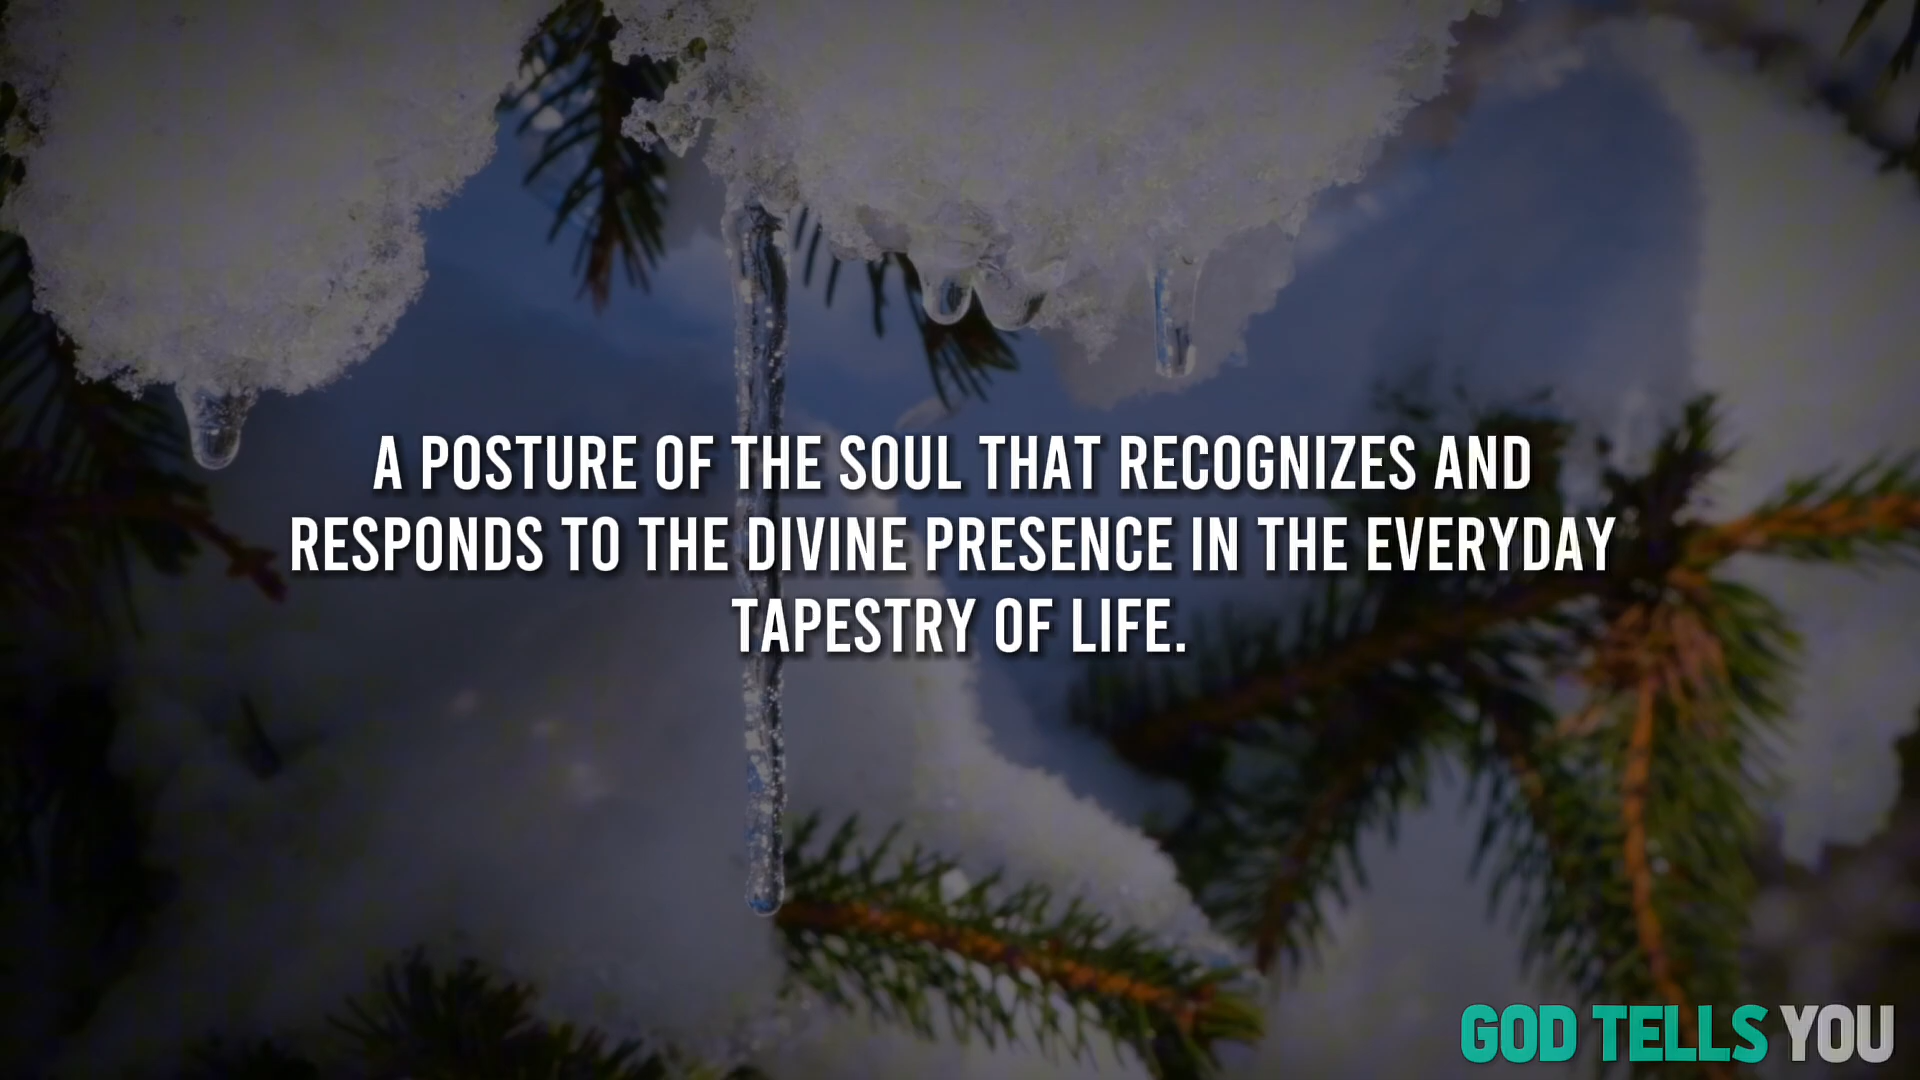 A POSTURE OF THE SOUL THAT RECOGNIZES AND
RESPONDS TO THE DIVINE PRESENCE IN THE EVERYDAY
TAPESTRY OF LIFE.
GOD TELLS YOU